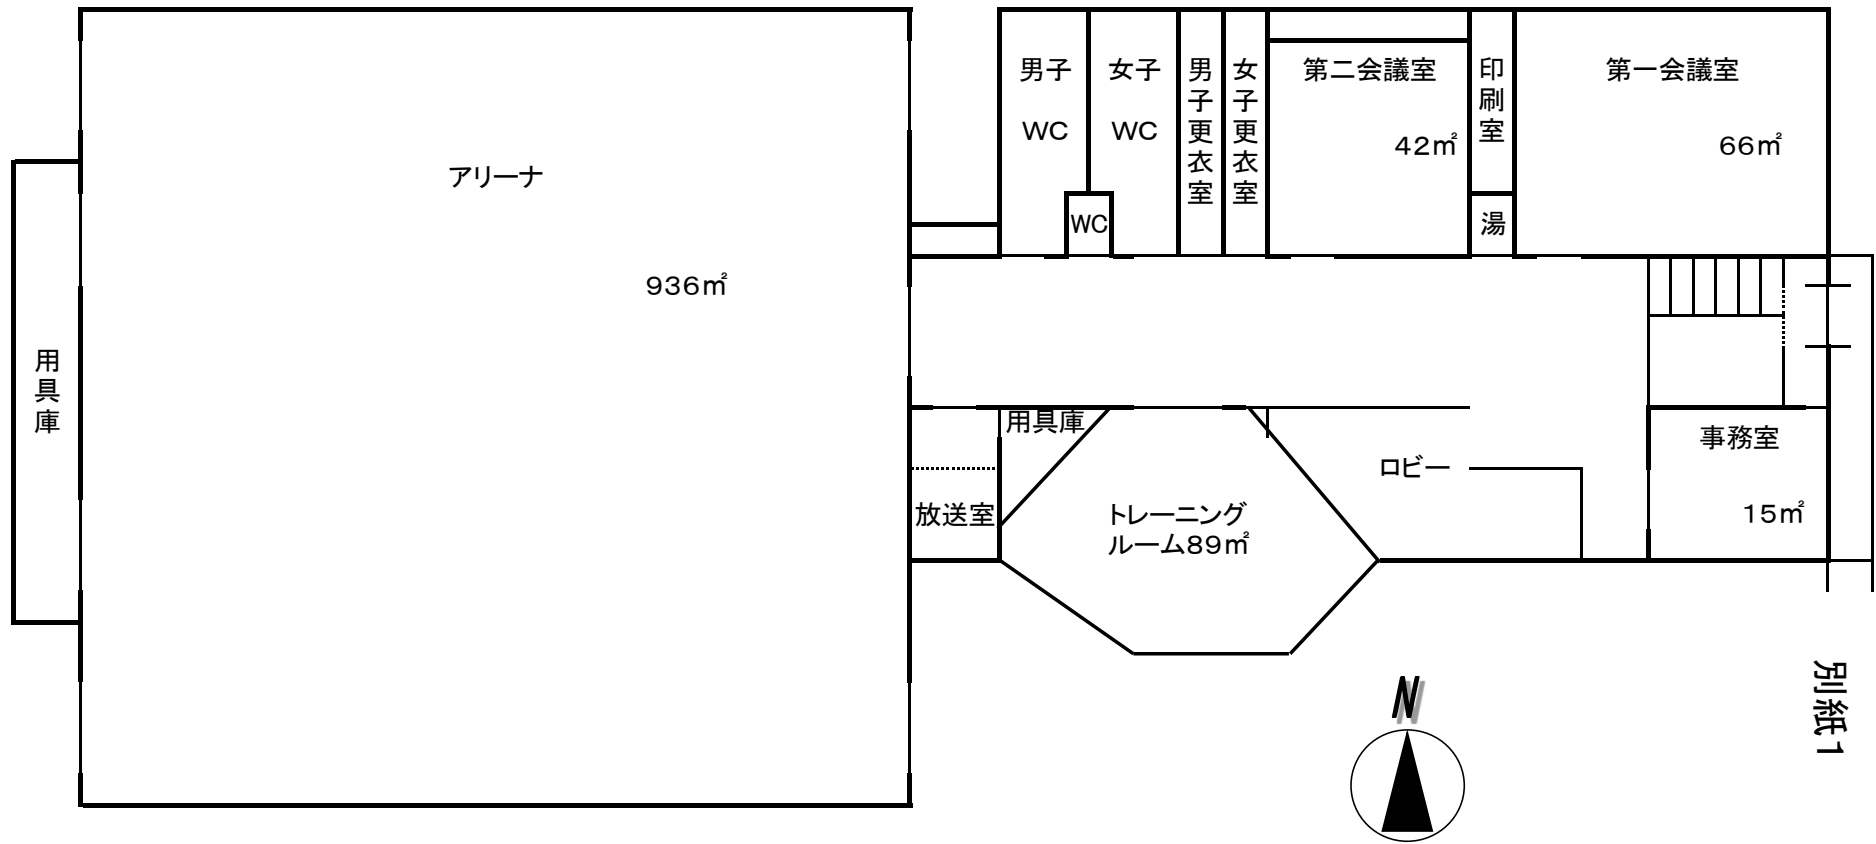 アリーナ
936㎡
用具庫
男子
WC
女子
WC
WC
男子更衣室
女子更衣室
第二会議室
42㎡
印刷室
湯
第一会議室
66㎡
用具庫
放送室
トレーニング
ルーム89㎡
ロビー
事務室
15㎡
N
別紙1